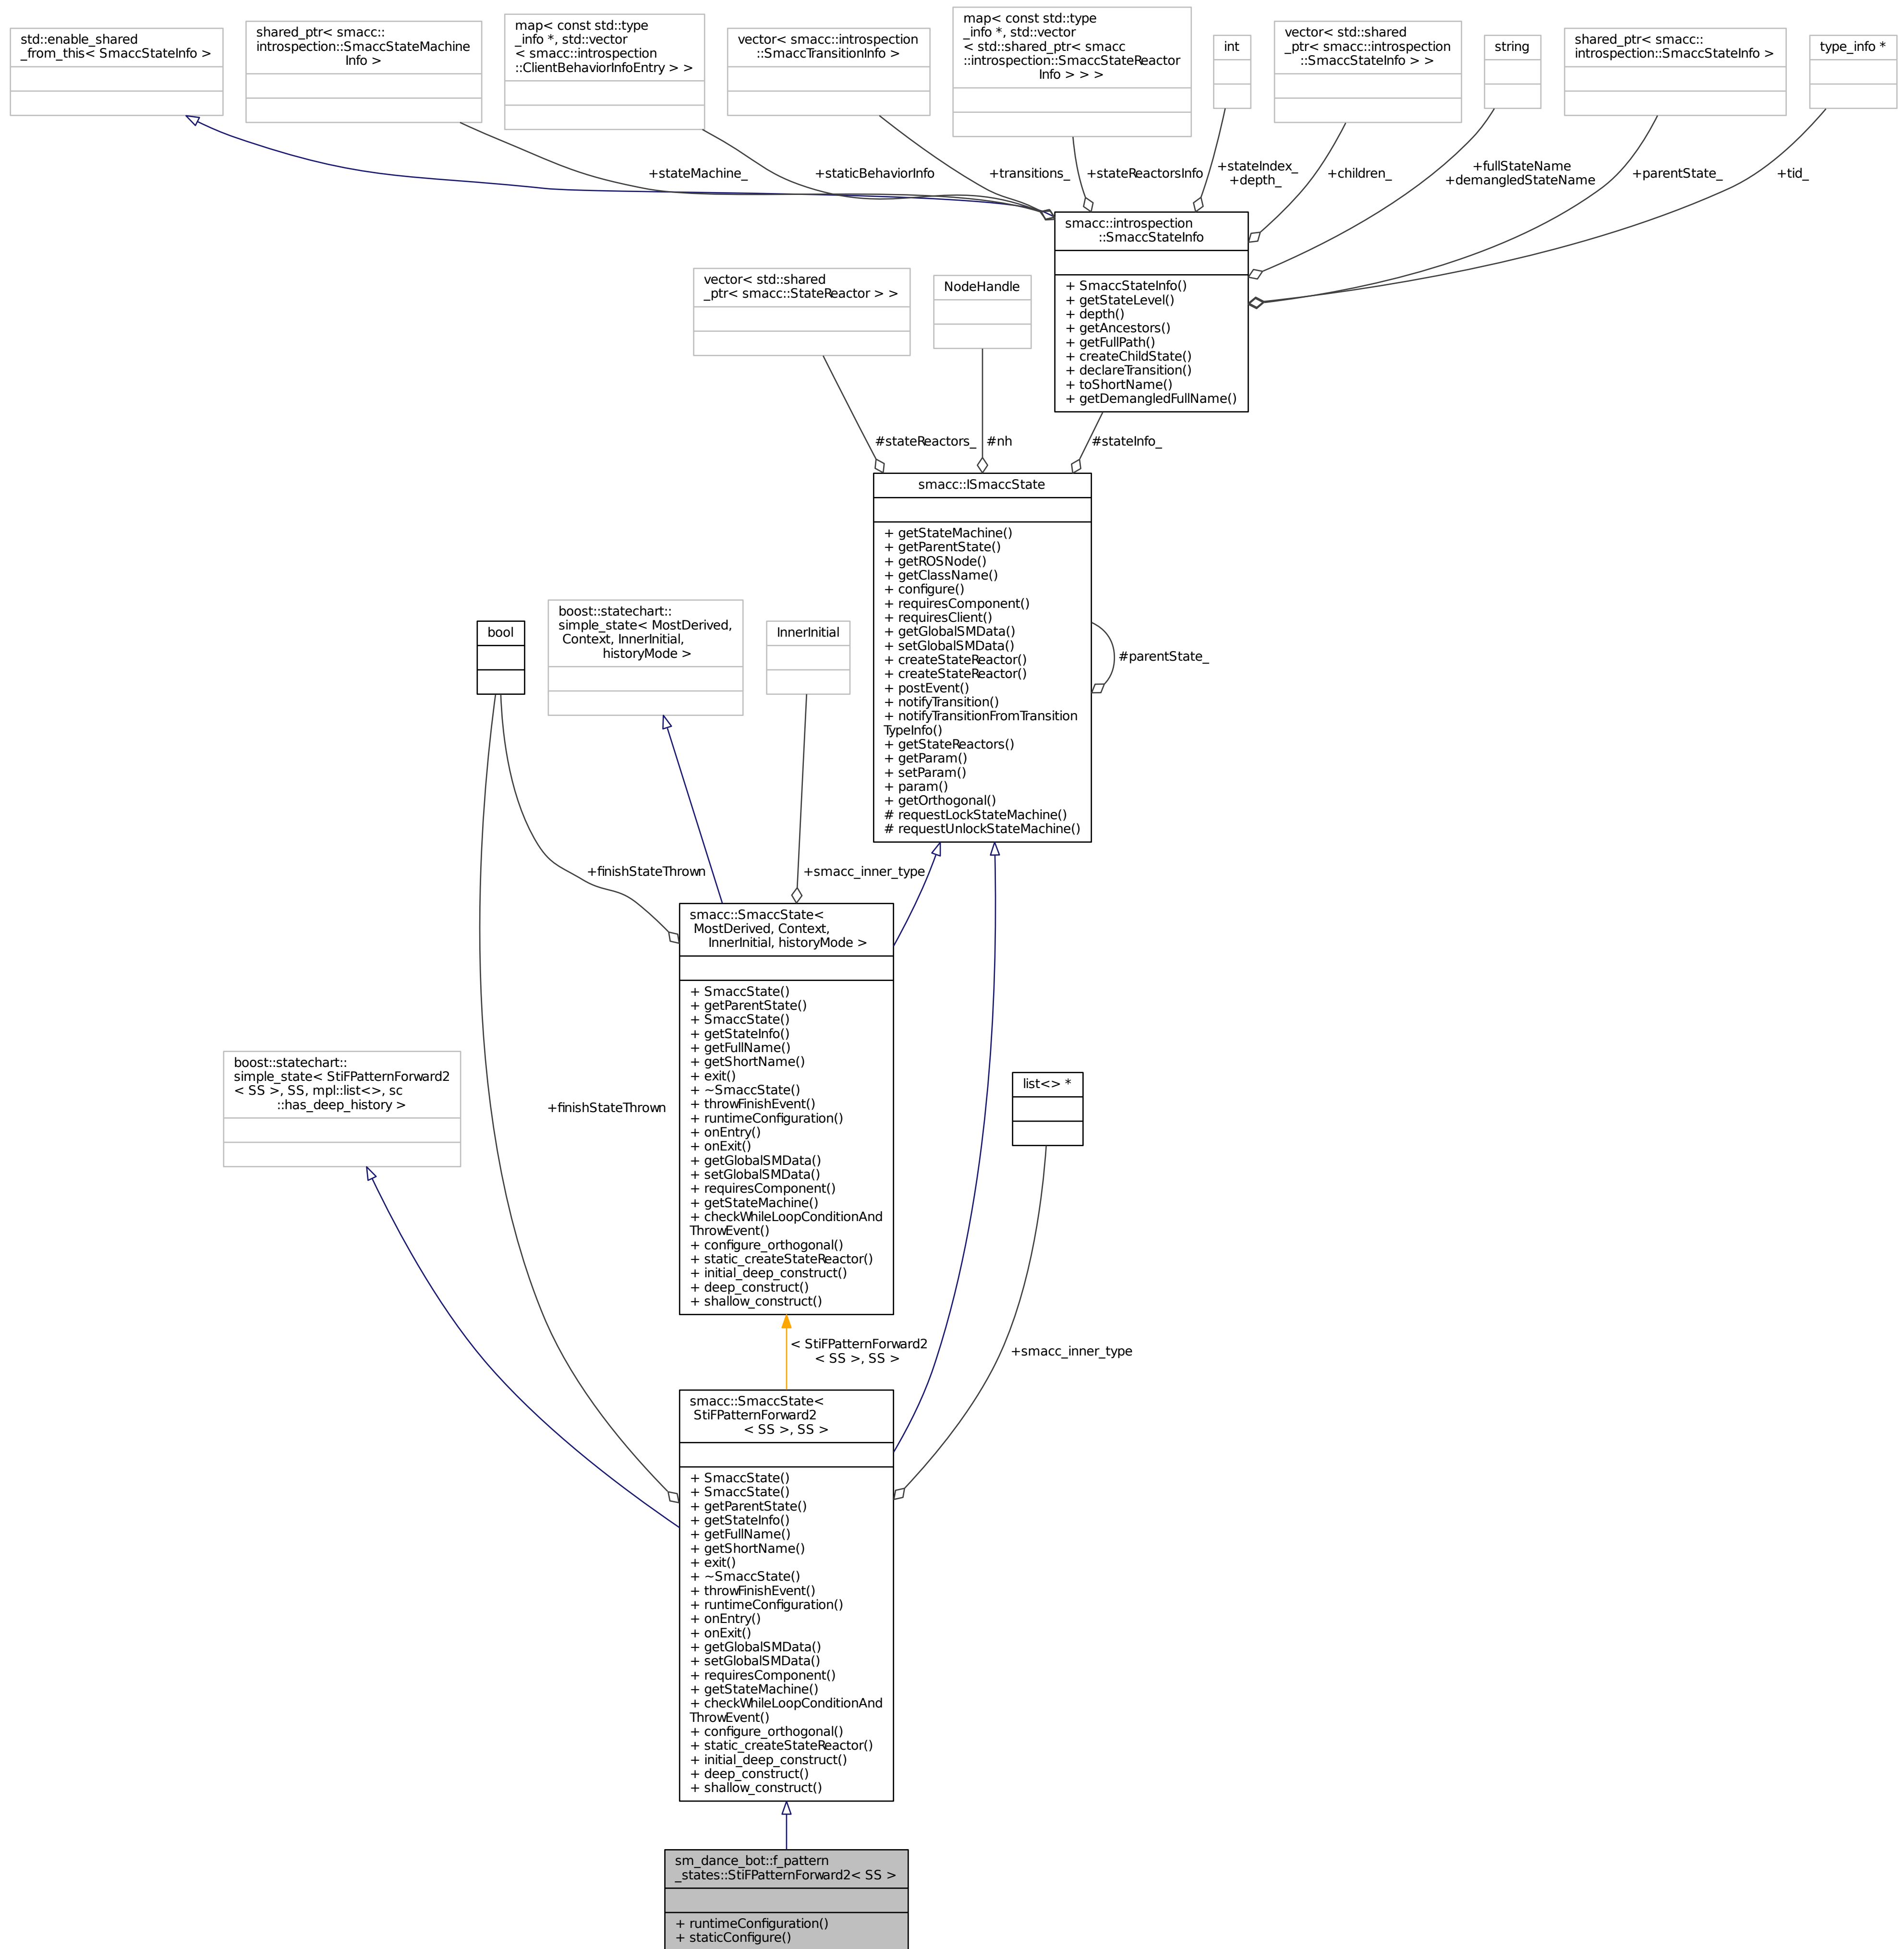 std::enable_shared
_from_this< SmaccStateInfo >
shared_ptr< smacc::
introspection::SmaccStateMachine
Info >
map< const std::type
_info *, std::vector
< smacc::introspection
::ClientBehaviorInfoEntry > >
vector< smacc::introspection
::SmaccTransitionInfo >
map< const std::type
_info *, std::vector
< std::shared_ptr< smacc
::introspection::SmaccStateReactor
Info > > >
int
vector< std::shared
_ptr< smacc::introspection
::SmaccStateInfo > >
string
shared_ptr< smacc::
introspection::SmaccStateInfo >
type_info *
+stateMachine_
+staticBehaviorInfo
+transitions_
+stateReactorsInfo
+stateIndex_
+depth_
+children_
+fullStateName
+demangledStateName
+parentState_
+tid_
smacc::introspection
::SmaccStateInfo
+ SmaccStateInfo()
+ getStateLevel()
+ depth()
+ getAncestors()
+ getFullPath()
+ createChildState()
+ declareTransition()
+ toShortName()
+ getDemangledFullName()
vector< std::shared
_ptr< smacc::StateReactor > >
NodeHandle
#stateReactors_
#nh
#stateInfo_
smacc::ISmaccState
+ getStateMachine()
+ getParentState()
+ getROSNode()
+ getClassName()
+ configure()
+ requiresComponent()
+ requiresClient()
+ getGlobalSMData()
+ setGlobalSMData()
+ createStateReactor()
+ createStateReactor()
+ postEvent()
+ notifyTransition()
+ notifyTransitionFromTransition
TypeInfo()
+ getStateReactors()
+ getParam()
+ setParam()
+ param()
+ getOrthogonal()
# requestLockStateMachine()
# requestUnlockStateMachine()
#parentState_
bool
boost::statechart::
simple_state< MostDerived,
Context, InnerInitial,
historyMode >
InnerInitial
+finishStateThrown
+smacc_inner_type
smacc::SmaccState<
MostDerived, Context,
InnerInitial, historyMode >
+ SmaccState()
+ getParentState()
+ SmaccState()
+ getStateInfo()
+ getFullName()
+ getShortName()
+ exit()
+ ~SmaccState()
+ throwFinishEvent()
+ runtimeConfiguration()
+ onEntry()
+ onExit()
+ getGlobalSMData()
+ setGlobalSMData()
+ requiresComponent()
+ getStateMachine()
+ checkWhileLoopConditionAnd
ThrowEvent()
+ configure_orthogonal()
+ static_createStateReactor()
+ initial_deep_construct()
+ deep_construct()
+ shallow_construct()
boost::statechart::
simple_state< StiFPatternForward2
< SS >, SS, mpl::list<>, sc
::has_deep_history >
+finishStateThrown
list<> *
< StiFPatternForward2
< SS >, SS >
+smacc_inner_type
smacc::SmaccState<
StiFPatternForward2
< SS >, SS >
+ SmaccState()
+ SmaccState()
+ getParentState()
+ getStateInfo()
+ getFullName()
+ getShortName()
+ exit()
+ ~SmaccState()
+ throwFinishEvent()
+ runtimeConfiguration()
+ onEntry()
+ onExit()
+ getGlobalSMData()
+ setGlobalSMData()
+ requiresComponent()
+ getStateMachine()
+ checkWhileLoopConditionAnd
ThrowEvent()
+ configure_orthogonal()
+ static_createStateReactor()
+ initial_deep_construct()
+ deep_construct()
+ shallow_construct()
sm_dance_bot::f_pattern
_states::StiFPatternForward2< SS >
+ runtimeConfiguration()
+ staticConfigure()